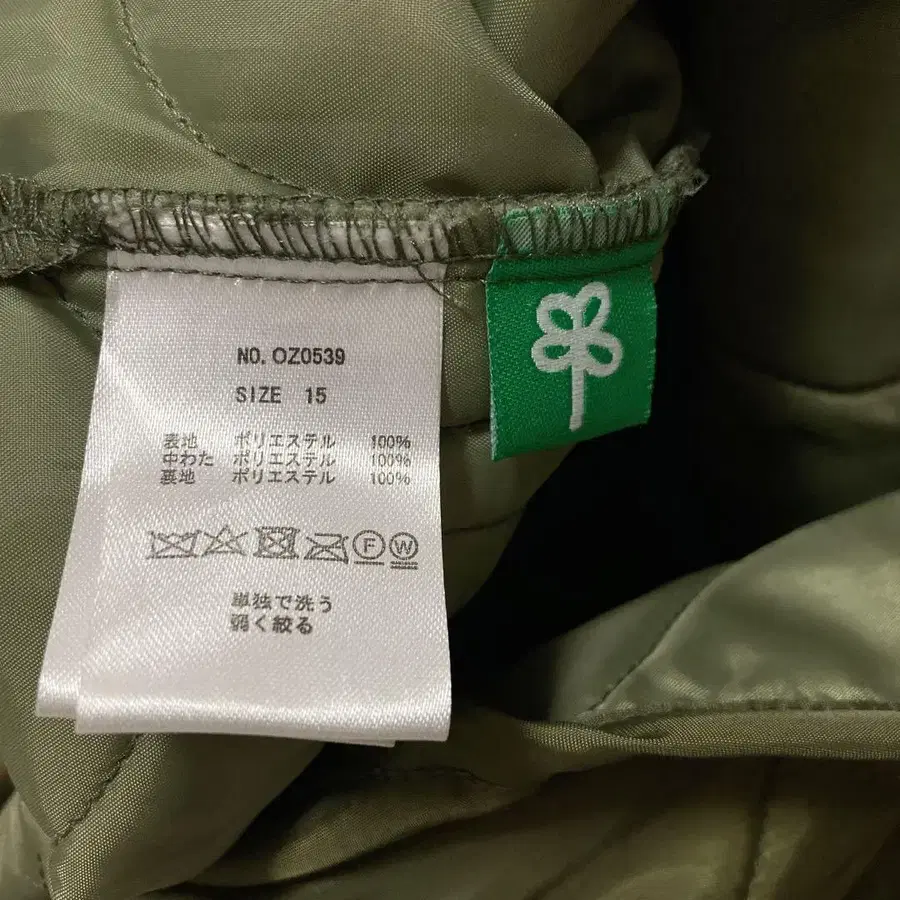 NO. OZ0539
SIZE 15
表地 ポリエステル 100%
中わた ポリエステル 100%
裏地 ポリエステル 100%
F W
単独で洗う
弱く絞る